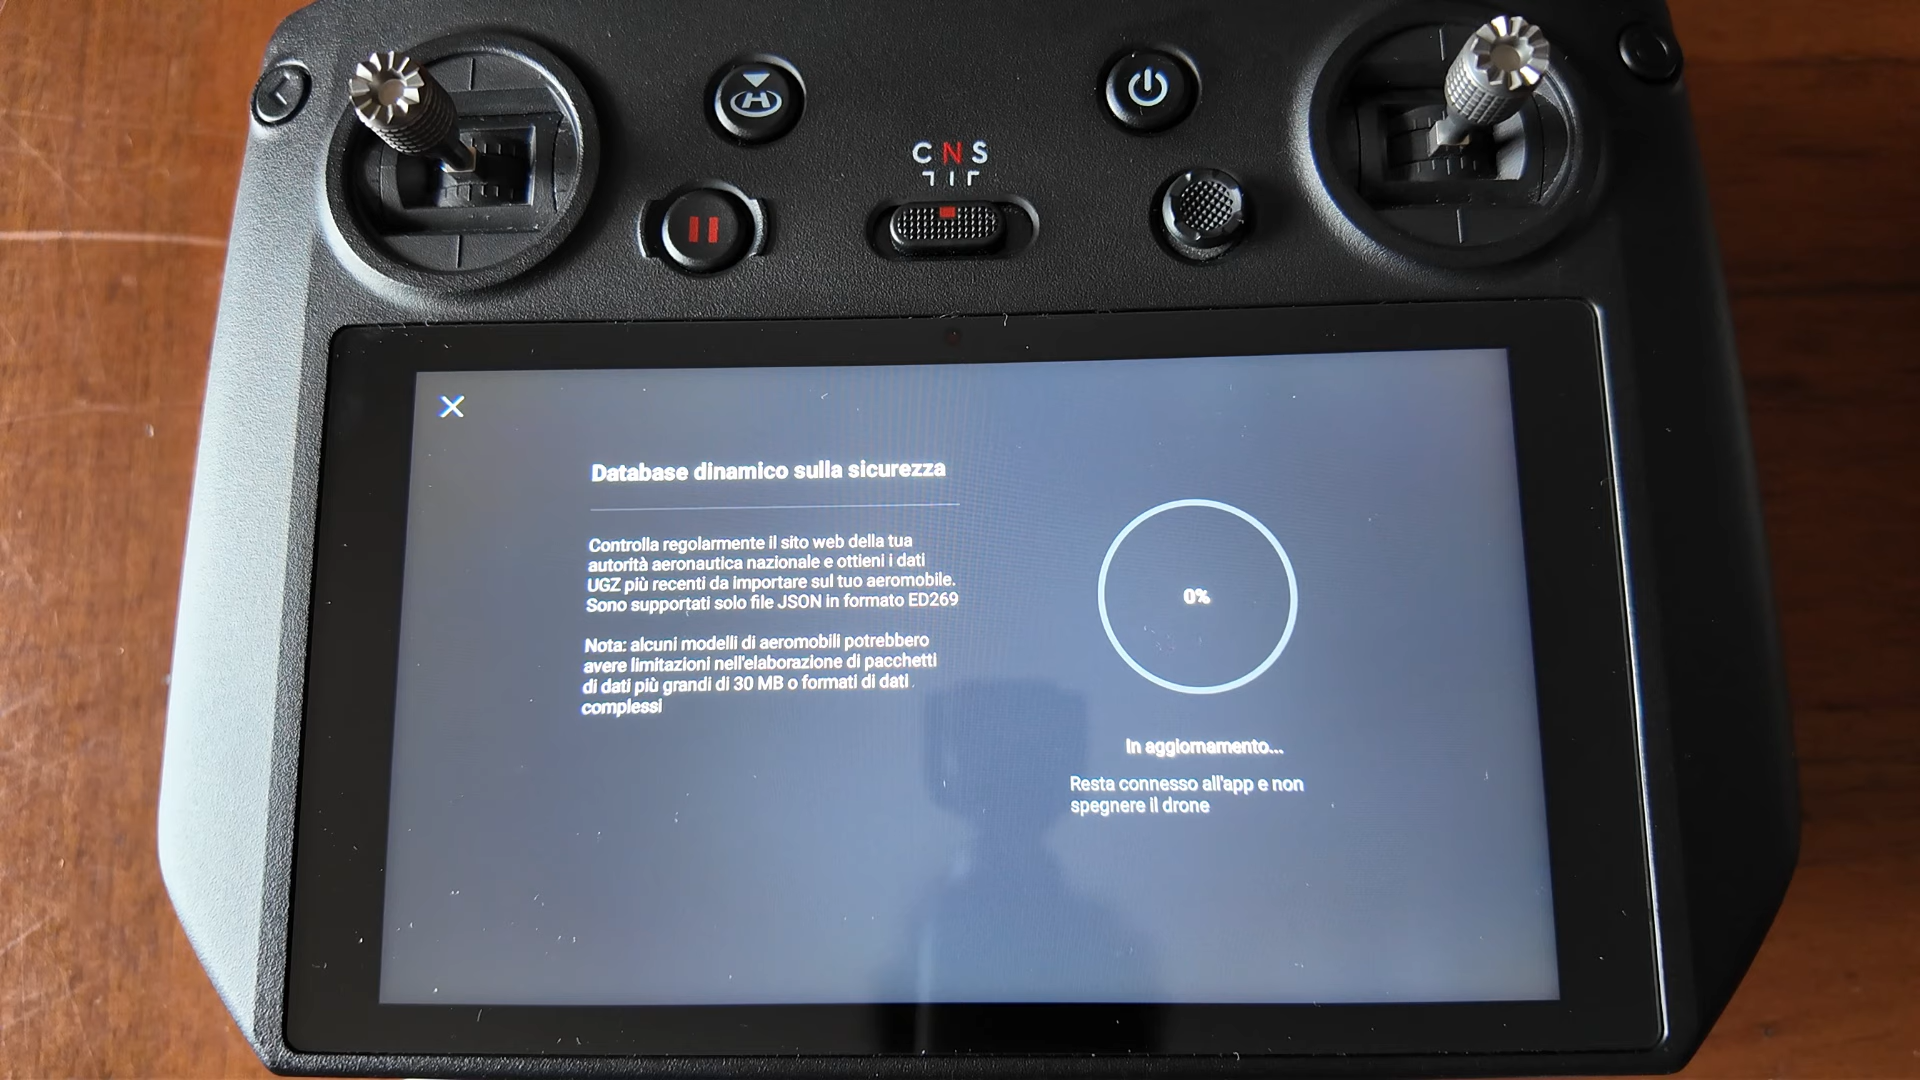 C N S
Database dinamico sulla sicurezza
Controlla regolarmente il sito web della tua
autorità aeronautica nazionale e ottieni i dati
UGZ più recenti da importare sul tuo aeromobile.
Sono supportati solo file JSON in formato ED269
Nota: alcuni modelli di aeromobili potrebbero
avere limitazioni nell'elaborazione di pacchetti
di dati più grandi di 30 MB o formati di dati
complessi
0%
In aggiornamento...
Resta connesso all'app e non
spegnere il drone